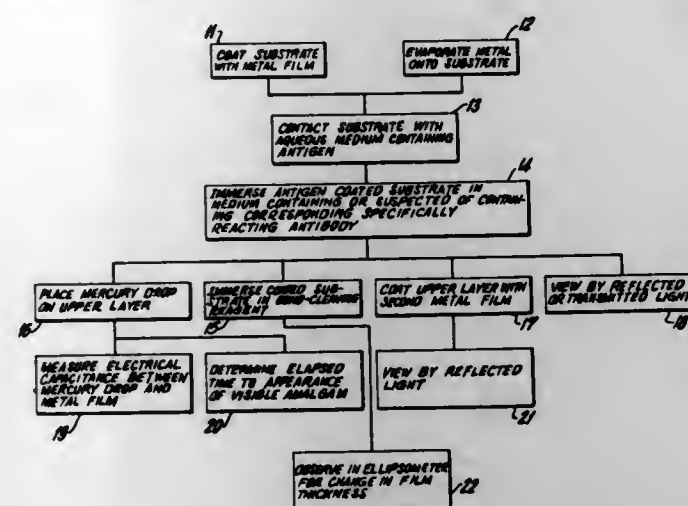 11
COAT SUBSTRATE
WITH METAL FILM
12
EVAPORATE METAL
ONTO SUBSTRATE
13
CONTACT SUBSTRATE WITH
AQUEOUS MEDIUM CONTAINING
ANTIGEN
14
IMMERSE ANTIGEN COATED SUBSTRATE IN
MEDIUM CONTAINING OR SUSPECTED OF CONTAIN-
ING CORRESPONDING SPECIFICALLY
REACTING ANTIBODY
PLACE MERCURY DROP
ON UPPER LAYER
16
IMMERSE COATED SUB-
STRATE IN BOND-CLEAVING
REAGENT
15
COAT UPPER LAYER WITH
SECOND METAL FILM
17
VIEW BY REFLECTED
OR TRANSMITTED LIGHT
18
MEASURE ELECTRICAL
CAPACITANCE BETWEEN
MERCURY DROP AND
METAL FILM
19
DETERMINE ELAPSED
TIME TO APPEARANCE
OF VISIBLE AMALGAM
20
VIEW BY REFLECTED
LIGHT
21
OBSERVE IN ELLIPSOMETER
FOR CHANGE IN FILM
THICKNESS
22